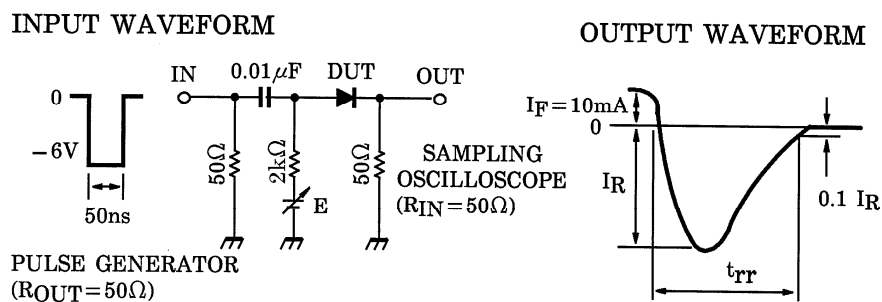 INPUT WAVEFORM
0
−6V
50ns
PULSE GENERATOR
(ROUT=50Ω)
IN
0.01μF
DUT
OUT
50Ω
2kΩ
E
50Ω
SAMPLING
OSCILLOSCOPE
(RIN=50Ω)
OUTPUT WAVEFORM
IF=10mA
0
IR
0.1 IR
trr